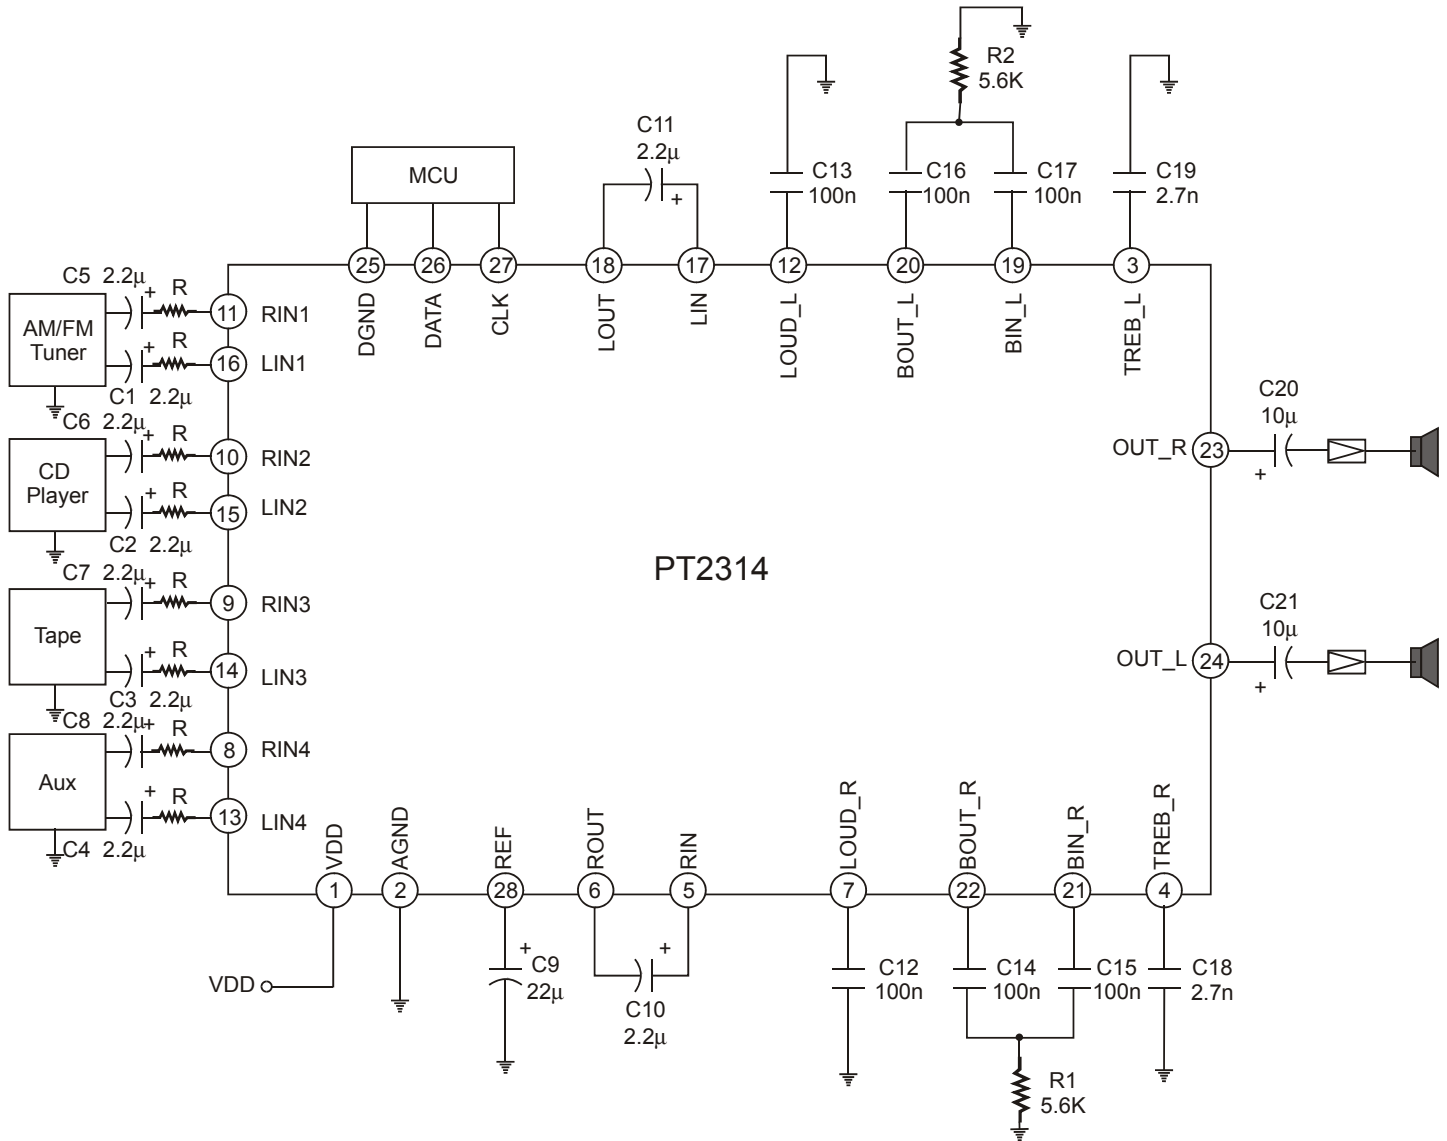 R2
5.6K
C11
2.2µ
MCU
C13
100n
C16
100n
C17
100n
C19
2.7n
25
26
27
18
17
12
20
19
3
DGND
DATA
CLK
LOUT
LIN
LOUD_L
BOUT_L
BIN_L
TREB_L
C5 2.2µ
+
R
11
RIN1
AM/FM
Tuner
+
R
16
LIN1
C1 2.2µ
C6 2.2µ
+
R
10
RIN2
CD
Player
+
R
15
LIN2
C2 2.2µ
C7 2.2µ
+
R
9
RIN3
Tape
+
R
14
LIN3
C3 2.2µ
C8 2.2µ
+
R
8
RIN4
Aux
+
R
13
LIN4
C4 2.2µ
PT2314
C20
10µ
OUT_R
23
+
C21
10µ
OUT_L
24
+
VDD
AGND
REF
ROUT
RIN
LOUD_R
BOUT_R
BIN_R
TREB_R
1
2
28
6
5
7
22
21
4
VDD
+
C9
22µ
+
C10
2.2µ
C12
100n
C14
100n
C15
100n
C18
2.7n
R1
5.6K
+